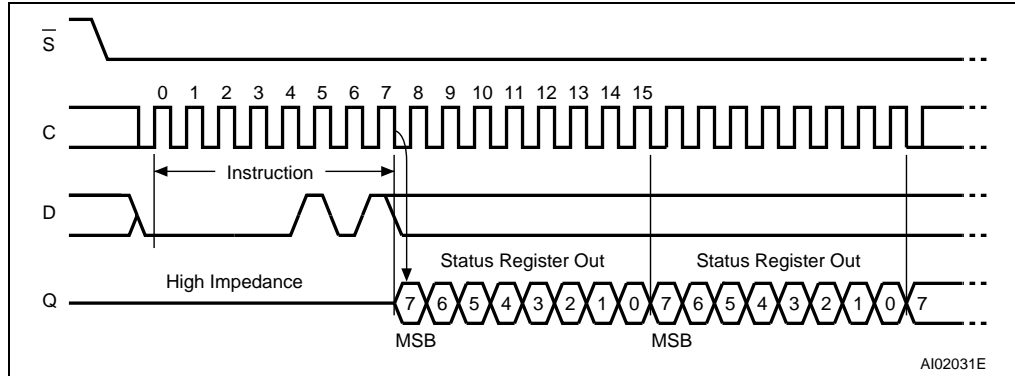 S
0 1 2 3 4 5 6 7 8 9 10 11 12 13 14 15
C
Instruction
D
Status Register Out Status Register Out
High Impedance
Q 7 6 5 4 3 2 1 0 7 6 5 4 3 2 1 0 7
MSB MSB
AI02031E